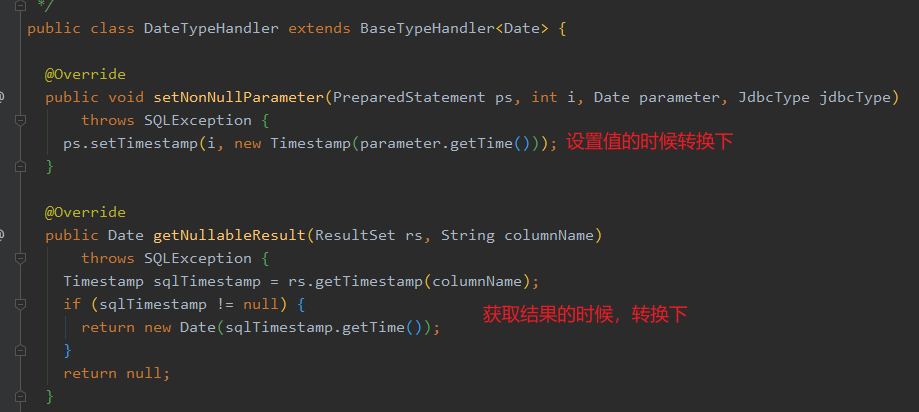 */
public class DateTypeHandler extends BaseTypeHandler<Date> {
@Override
public void setNonNullParameter(PreparedStatement ps, int i, Date parameter, JdbcType jdbcType)
throws SQLException {
ps.setTimestamp(i, new Timestamp(parameter.getTime())); 设置值的时候转换下
}
@Override
public Date getNullableResult(ResultSet rs, String columnName)
throws SQLException {
Timestamp sqlTimestamp = rs.getTimestamp(columnName);
if (sqlTimestamp != null) {
获取结果的时候，转换下
return new Date(sqlTimestamp.getTime());
}
return null;
}